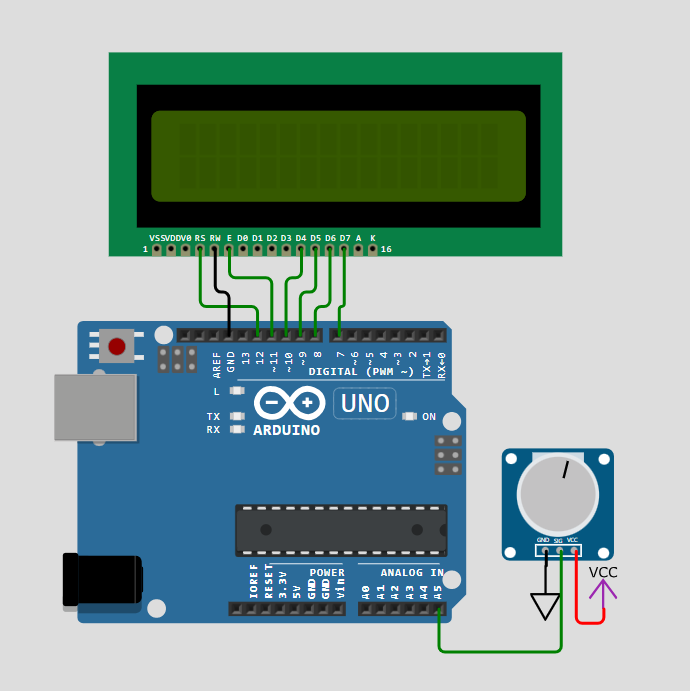 VSS VDD V0 RS RW E D0 D1 D2 D3 D4 D5 D6 D7 A K
1 16
AREF GND 13 12 ~11 ~10 ~9 8 7 ~6 ~5 4 ~3 2 TX→1 RX←0
DIGITAL (PWM ~)
L
UNO
TX ON
RX ARDUINO
GND SIG VCC
POWER ANALOG IN
VCC
IOREF RESET 3.3V 5V GND GND Vin A0 A1 A2 A3 A4 A5